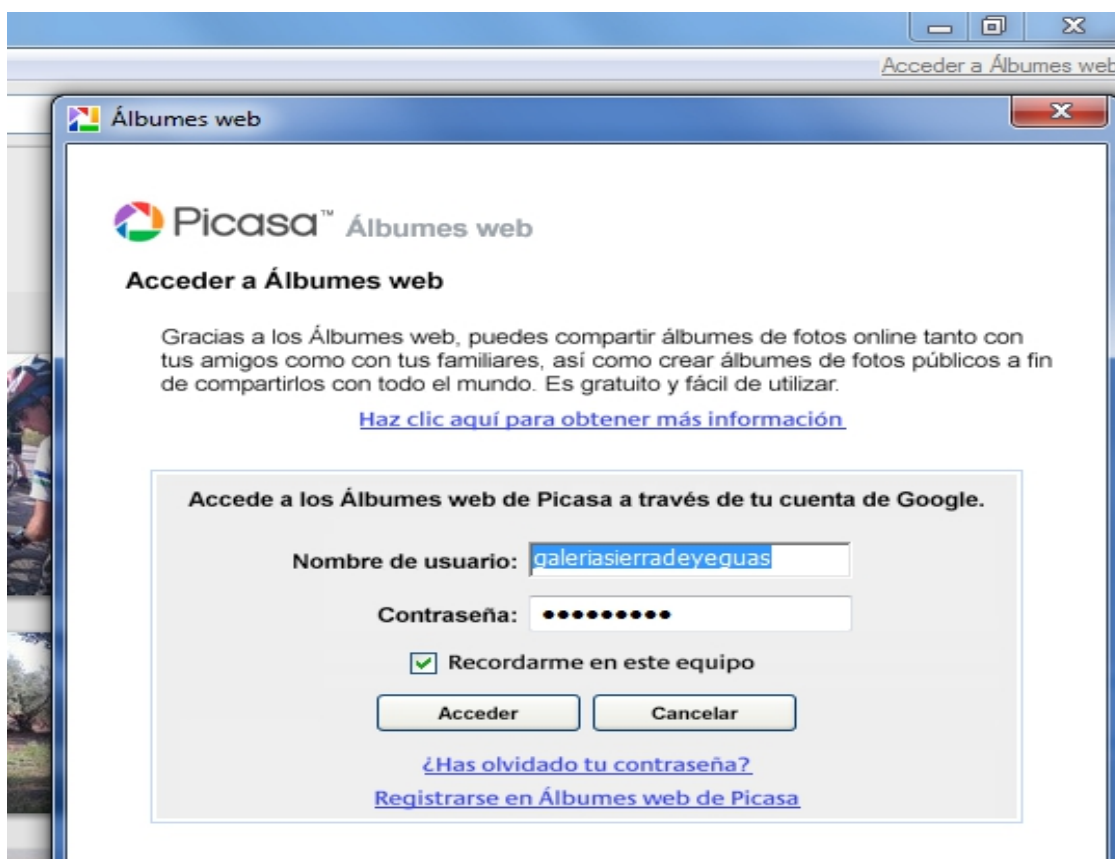 Acceder a Álbumes web
Álbumes web
Picasa™ Álbumes web
Acceder a Álbumes web
Gracias a los Álbumes web, puedes compartir álbumes de fotos online tanto con
tus amigos como con tus familiares, así como crear álbumes de fotos públicos a fin
de compartirlos con todo el mundo. Es gratuito y fácil de utilizar.
Haz clic aquí para obtener más información
Accede a los Álbumes web de Picasa a través de tu cuenta de Google.
Nombre de usuario: galeriasierradeyeguas
Contraseña: •••••••••
Recordarme en este equipo
Acceder Cancelar
¿Has olvidado tu contraseña?
Registrarse en Álbumes web de Picasa